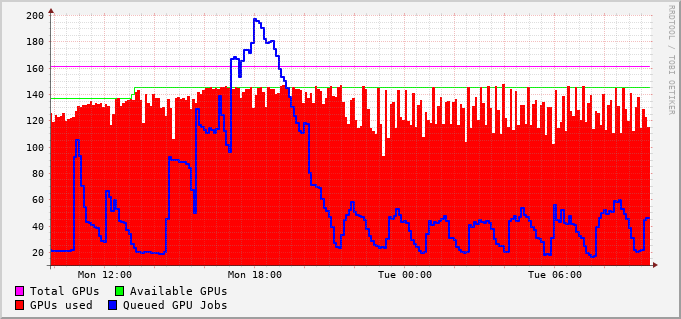 RRDTOOL / TOBI OETIKER
200
180
160
140
120
100
80
60
40
20
Mon 12:00 Mon 18:00 Tue 00:00 Tue 06:00
Total GPUs Available GPUs
GPUs used Queued GPU Jobs